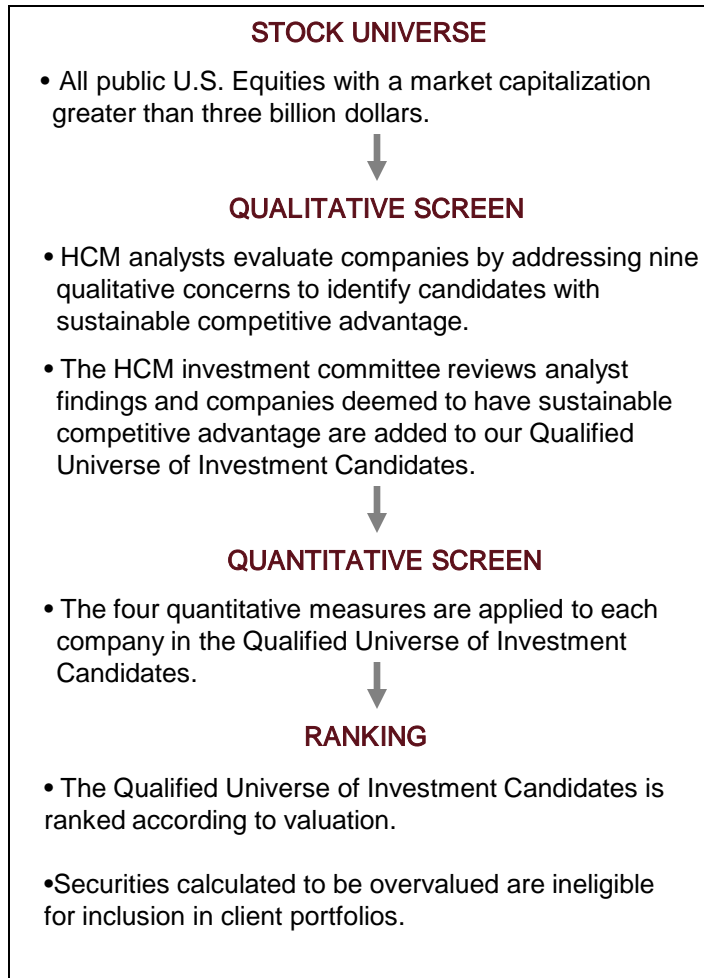 STOCK UNIVERSE
• All public U.S. Equities with a market capitalization
greater than three billion dollars.
QUALITATIVE SCREEN
• HCM analysts evaluate companies by addressing nine
qualitative concerns to identify candidates with
sustainable competitive advantage.
• The HCM investment committee reviews analyst
findings and companies deemed to have sustainable
competitive advantage are added to our Qualified
Universe of Investment Candidates.
QUANTITATIVE SCREEN
• The four quantitative measures are applied to each
company in the Qualified Universe of Investment
Candidates.
RANKING
• The Qualified Universe of Investment Candidates is
ranked according to valuation.
•Securities calculated to be overvalued are ineligible
for inclusion in client portfolios.